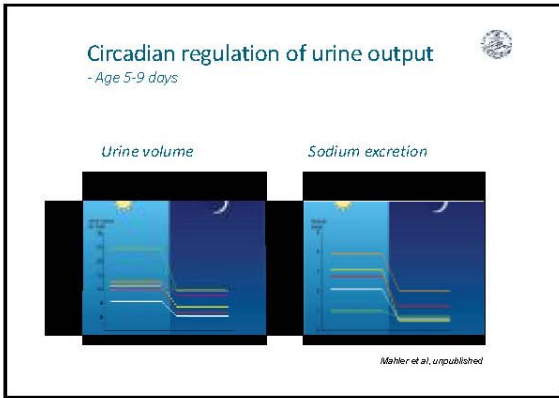 Circadian regulation of urine output
- Age 5-9 days
Urine volume
Sodium excretion
Mahler et al, unpublished